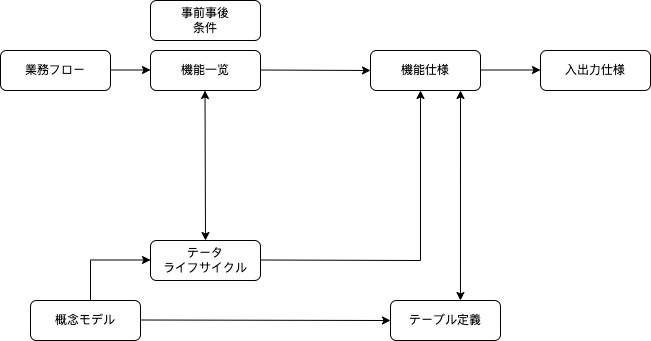 事前事後
条件
業務フロー
機能一覧
機能仕様
入出力仕様
データ
ライフサイクル
概念モデル
テーブル定義